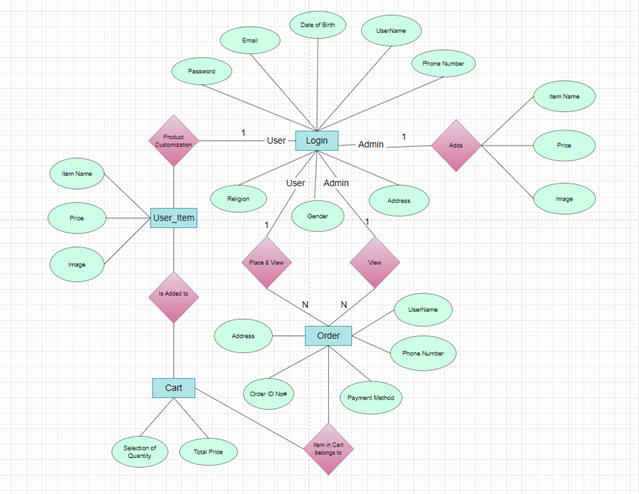 Date of Birth
Email
UserName
Password
Phone Number
Item Name
Product
Customization
1
User
Login
Admin
1
Adds
Price
Item Name
User
Admin
Religion
Gender
Address
Image
Price
User_Item
1
1
Image
Place & View
View
Is Added to
N
N
UserName
Address
Order
Phone Number
Cart
Order ID No#
Payment Method
Selection of
Quantity
Total Price
Item in Cart
belongs to